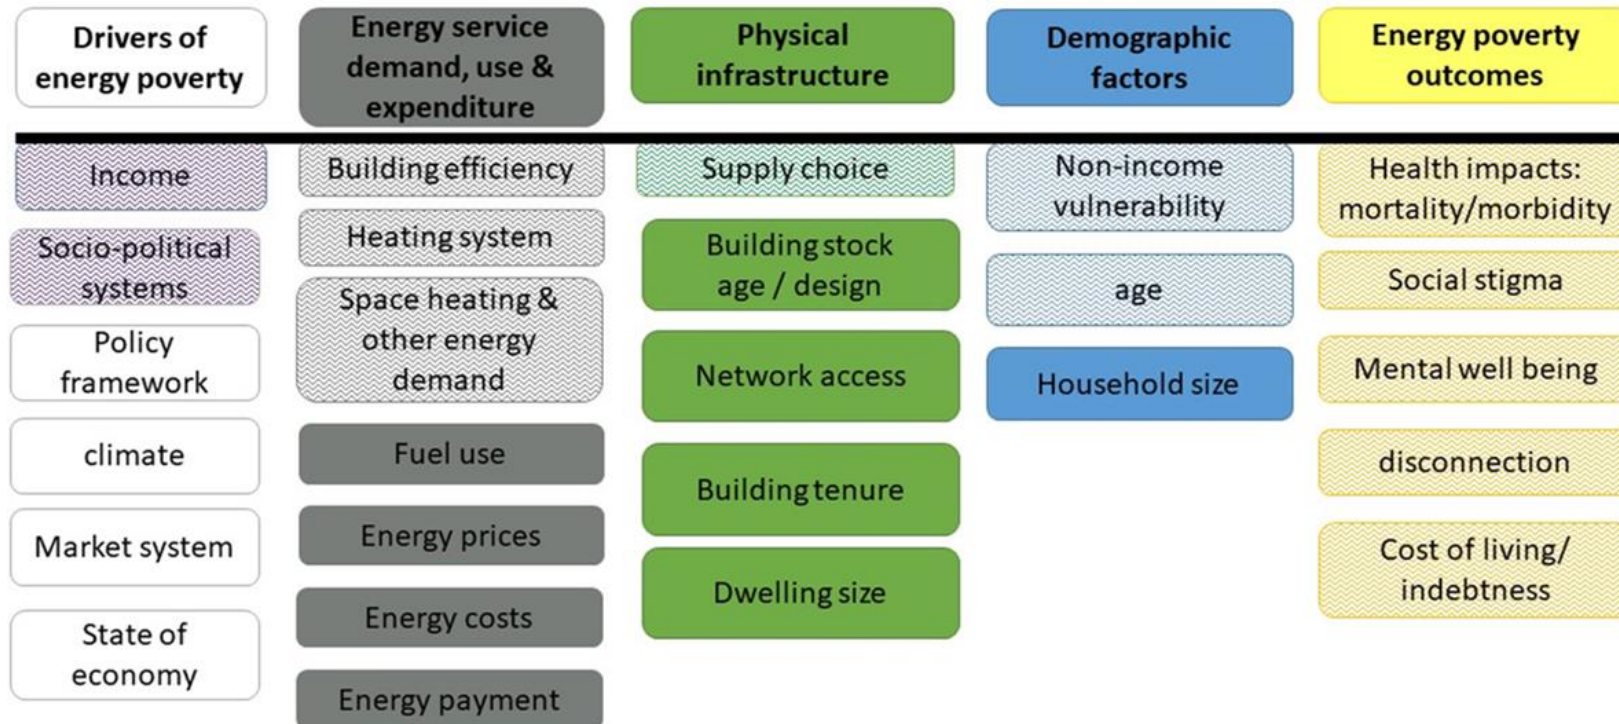 Drivers of
energy poverty
Energy service
demand, use &
expenditure
Physical
infrastructure
Demographic
factors
Energy poverty
outcomes
Income
Socio-political
systems
Policy
framework
climate
Market system
State of
economy
Building efficiency
Heating system
Space heating &
other energy
demand
Fuel use
Energy prices
Energy costs
Energy payment
Supply choice
Building stock
age / design
Network access
Building tenure
Dwelling size
Non-income
vulnerability
age
Household size
Health impacts:
mortality/morbidity
Social stigma
Mental well being
disconnection
Cost of living/
indebtness